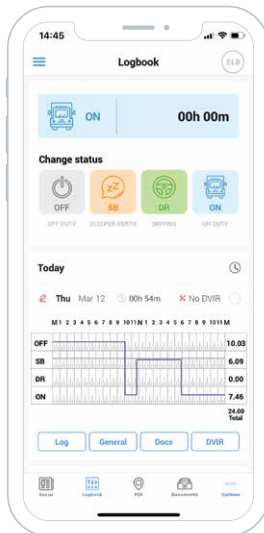 14:45
Logbook
ELD
ON
00h 00m
Change status
OFF
SB
DR
ON
OFF DUTY
SLEEPER BERTH
DRIVING
ON DUTY
Today
Thu Mar 12 00h 54m No DVIR
M 1 2 3 4 5 6 7 8 9 10 11 N 1 2 3 4 5 6 7 8 9 10 11 M
OFF 10.03
SB 6.09
DR 0.00
ON 7.46
24.00
Total
Log
General
Docs
DVIR
Social
Logbook
POI
Documents